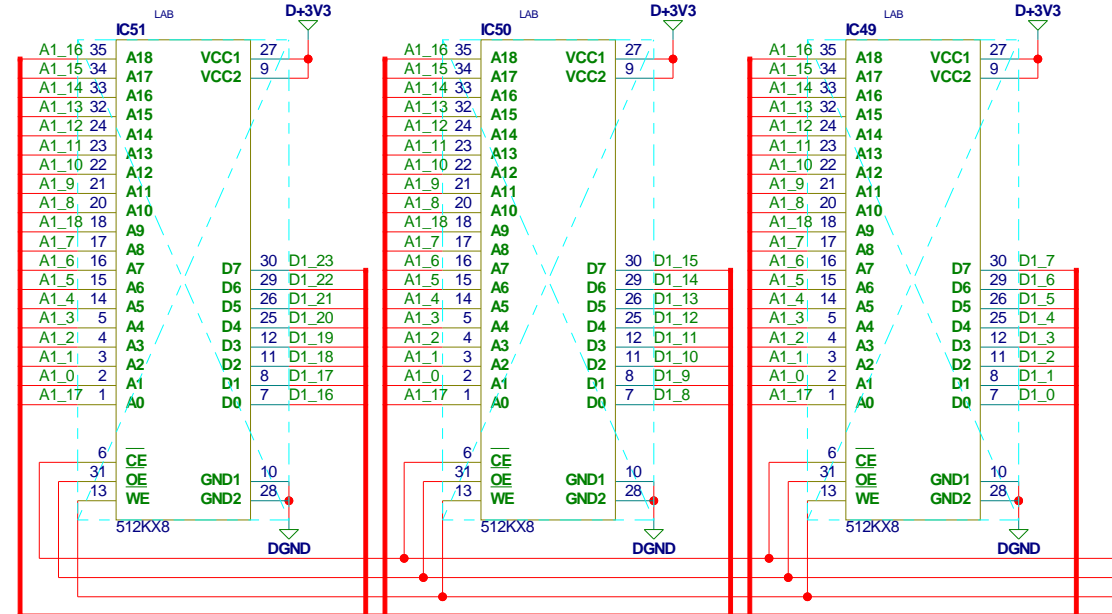 LAB
D+3V3
IC51
A1_16 35 A18 VCC1 27
A1_15 34 A17 VCC2 9
A1_14 33 A16
A1_13 32 A15
A1_12 24 A14
A1_11 23 A13
A1_10 22 A12
A1_9 21 A11
A1_8 20 A10
A1_18 18 A9
A1_7 17 A8
A1_6 16 A7 D7 30 D1_23
A1_5 15 A6 D6 29 D1_22
A1_4 14 A5 D5 26 D1_21
A1_3 5 A4 D4 25 D1_20
A1_2 4 A3 D3 12 D1_19
A1_1 3 A2 D2 11 D1_18
A1_0 2 A1 D1 8 D1_17
A1_17 1 A0 D0 7 D1_16
6 CE
31 OE GND1 10
13 WE GND2 28
512KX8
DGND
LAB
D+3V3
IC50
A1_16 35 A18 VCC1 27
A1_15 34 A17 VCC2 9
A1_14 33 A16
A1_13 32 A15
A1_12 24 A14
A1_11 23 A13
A1_10 22 A12
A1_9 21 A11
A1_8 20 A10
A1_18 18 A9
A1_7 17 A8
A1_6 16 A7 D7 30 D1_15
A1_5 15 A6 D6 29 D1_14
A1_4 14 A5 D5 26 D1_13
A1_3 5 A4 D4 25 D1_12
A1_2 4 A3 D3 12 D1_11
A1_1 3 A2 D2 11 D1_10
A1_0 2 A1 D1 8 D1_9
A1_17 1 A0 D0 7 D1_8
6 CE
31 OE GND1 10
13 WE GND2 28
512KX8
DGND
LAB
D+3V3
IC49
A1_16 35 A18 VCC1 27
A1_15 34 A17 VCC2 9
A1_14 33 A16
A1_13 32 A15
A1_12 24 A14
A1_11 23 A13
A1_10 22 A12
A1_9 21 A11
A1_8 20 A10
A1_18 18 A9
A1_7 17 A8
A1_6 16 A7 D7 30 D1_7
A1_5 15 A6 D6 29 D1_6
A1_4 14 A5 D5 26 D1_5
A1_3 5 A4 D4 25 D1_4
A1_2 4 A3 D3 12 D1_3
A1_1 3 A2 D2 11 D1_2
A1_0 2 A1 D1 8 D1_1
A1_17 1 A0 D0 7 D1_0
6 CE
31 OE GND1 10
13 WE GND2 28
512KX8
DGND